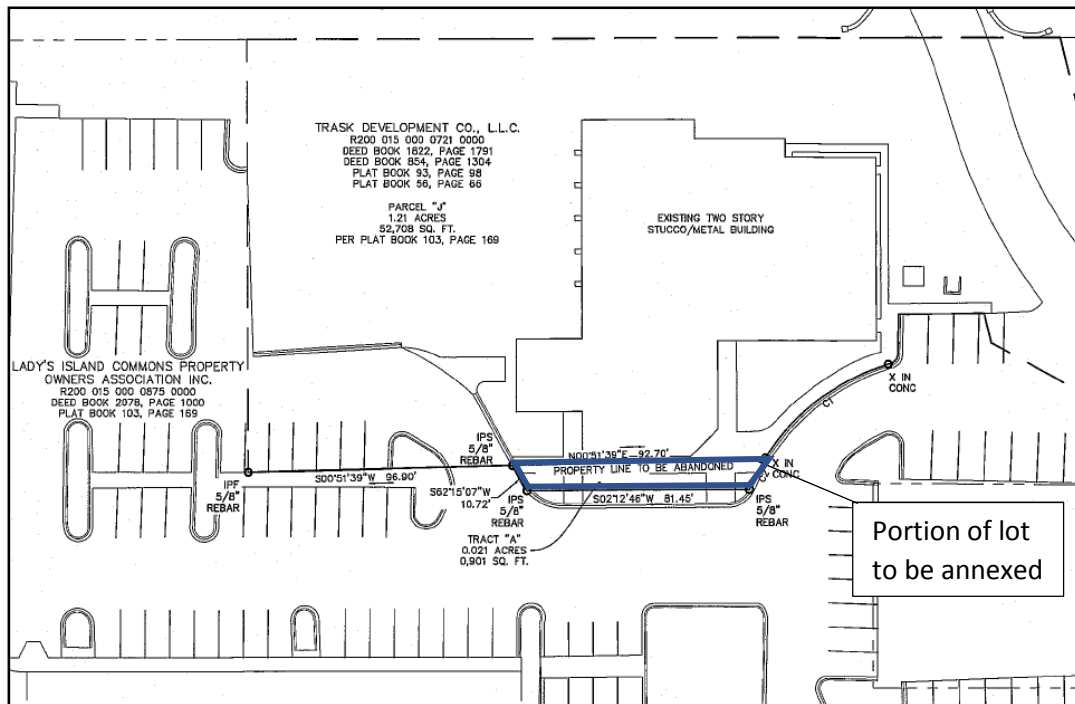 TRASK DEVELOPMENT CO., L.L.C.
R200 015 000 0721 0000
DEED BOOK 1822, PAGE 1791
DEED BOOK 854, PAGE 1304
PLAT BOOK 93, PAGE 98
PLAT BOOK 56, PAGE 66
PARCEL "J"
1.21 ACRES
52,708 SQ. FT.
PER PLAT BOOK 103, PAGE 169
EXISTING TWO STORY
STUCCO/METAL BUILDING
LADY'S ISLAND COMMONS PROPERTY
OWNERS ASSOCIATION INC.
R200 015 000 0875 0000
DEED BOOK 2078, PAGE 1000
PLAT BOOK 103, PAGE 169
X IN
CONC
C1
IPS
5/8"
REBAR
N00°51'39"E 92.70'
PROPERTY LINE TO BE ABANDONED
X IN
CONC
S00°51'39"W 96.90'
IPF
5/8"
REBAR
S62°15'07"W
10.72'
IPS
5/8"
REBAR
S02°12'46"W 81.45'
IPS
5/8"
REBAR
TRACT "A"
0.021 ACRES
0,901 SQ. FT.
Portion of lot
to be annexed